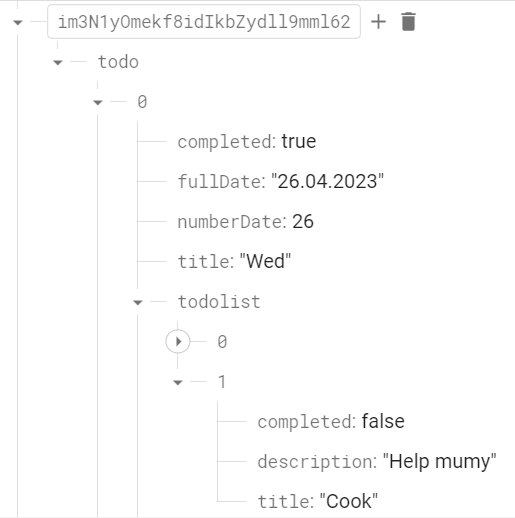 im3N1yOmekf8idIkbZydll9mml62
todo
0
completed: true
fullDate: "26.04.2023"
numberDate: 26
title: "Wed"
todolist
0
1
completed: false
description: "Help mumy"
title: "Cook"